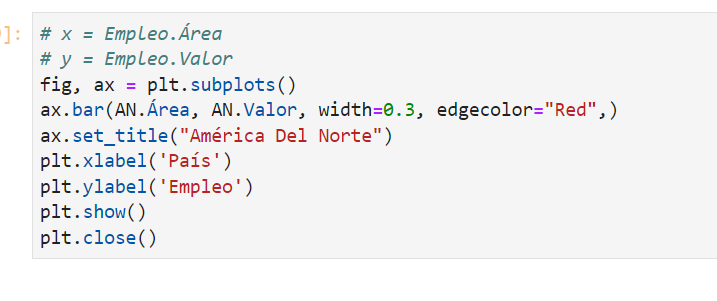 ]:
# x = Empleo.Área
# y = Empleo.Valor
fig, ax = plt.subplots()
ax.bar(AN.Área, AN.Valor, width=0.3, edgecolor="Red",)
ax.set_title("América Del Norte")
plt.xlabel('País')
plt.ylabel('Empleo')
plt.show()
plt.close()